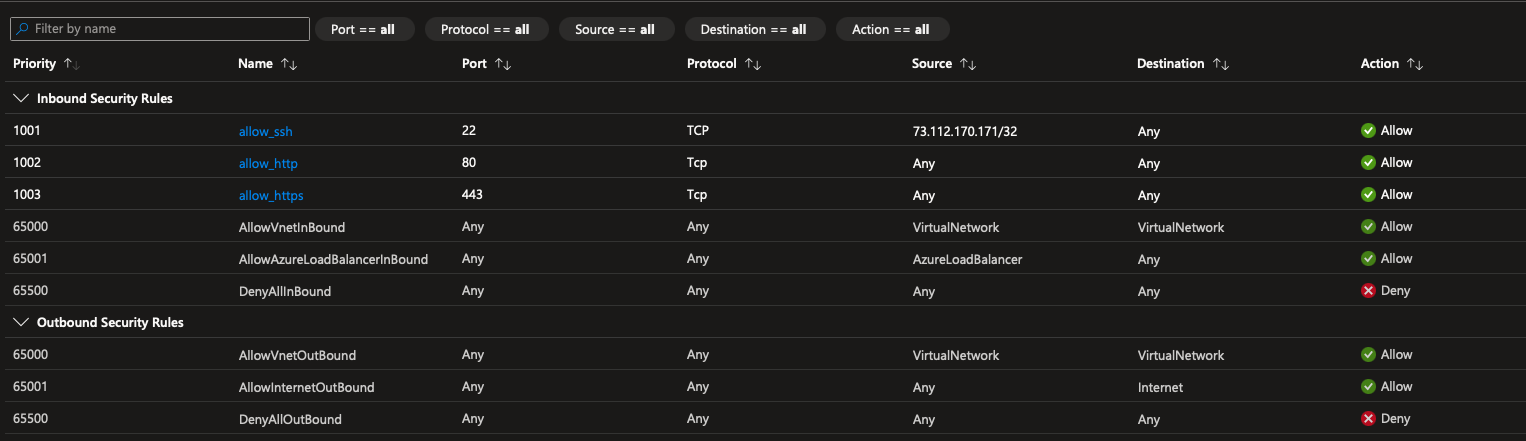 Filter by name Port == all Protocol == all Source == all Destination == all Action == all
Priority Name Port Protocol Source Destination Action
Inbound Security Rules
1001 allow_ssh 22 TCP 73.112.170.171/32 Any Allow
1002 allow_http 80 Tcp Any Any Allow
1003 allow_https 443 Tcp Any Any Allow
65000 AllowVnetInBound Any Any VirtualNetwork VirtualNetwork Allow
65001 AllowAzureLoadBalancerInBound Any Any AzureLoadBalancer Any Allow
65500 DenyAllInBound Any Any Any Any Deny
Outbound Security Rules
65000 AllowVnetOutBound Any Any VirtualNetwork VirtualNetwork Allow
65001 AllowInternetOutBound Any Any Any Internet Allow
65500 DenyAllOutBound Any Any Any Any Deny